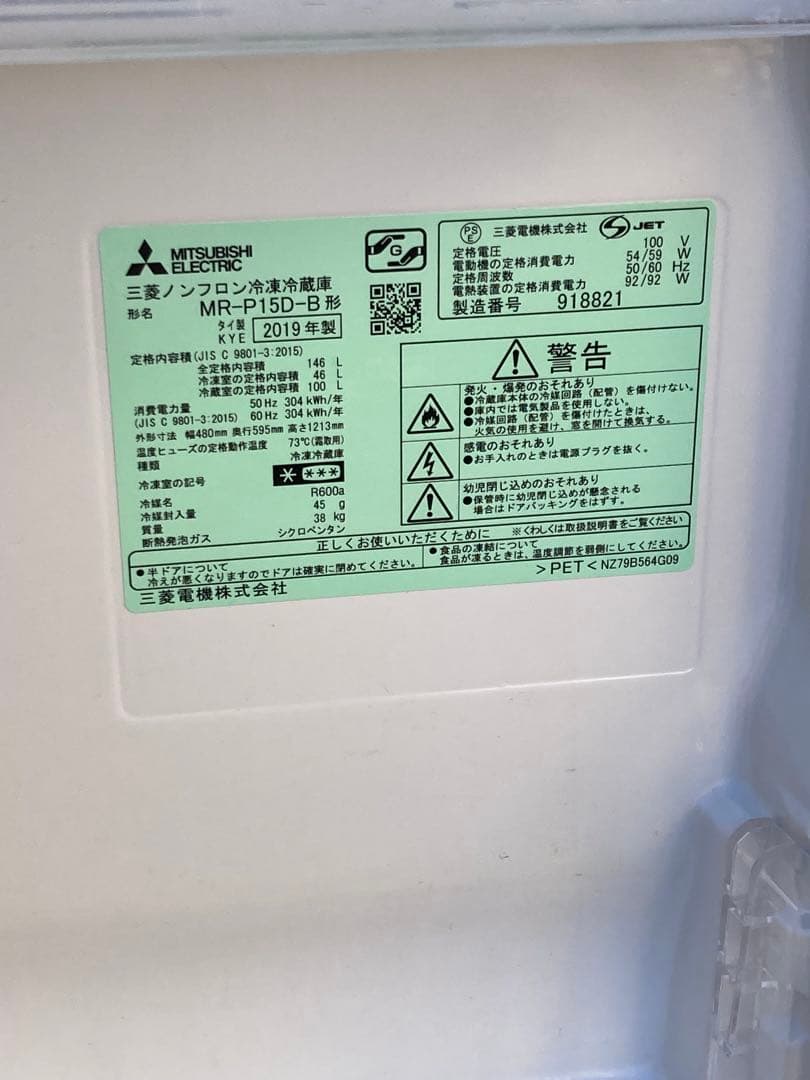 MITSUBISHI
ELECTRIC
三菱ノンフロン冷凍冷蔵庫
形名 MR-P15D-B 形
タイ製
KYE 2019年製
定格内容積 (JIS C 9801-3:2015)
全定格内容積 146 L
冷凍室の定格内容積 46 L
冷蔵室の定格内容積 100 L
消費電力量 50 Hz 304 kWh/年
(JIS C 9801-3:2015) 60 Hz 304 kWh/年
外形寸法 幅480mm 奥行595mm 高さ1213mm
温度ヒューズの定格動作温度 73℃(霜取用)
種類 冷凍冷蔵庫
冷凍室の記号 * ***
冷媒名 R600a
冷媒封入量 45 g
質量 38 kg
断熱発泡ガス シクロペンタン
G
PS
E 三菱電機株式会社 S JET
定格電圧 100 V
電動機の定格消費電力 54/59 W
定格周波数 50/60 Hz
電熱装置の定格消費電力 92/92 W
製造番号 918821
警告
発火・爆発のおそれあり
●冷蔵庫本体の冷媒回路(配管)を傷付けない。
●庫内では電気製品を使用しない。
●冷媒回路(配管)を傷付けたときは、
火気の使用を避け、窓を開けて換気する。
感電のおそれあり
●お手入れのときは電源プラグを抜く。
幼児閉じ込めのおそれあり
●保管時に幼児閉じ込めが懸念される
場合はドアパッキングをはずす。
正しくお使いいただくために ※くわしくは取扱説明書をご覧ください
●半ドアについて
冷えが悪くなりますのでドアは確実に閉めてください。
●食品の凍結について
食品が凍るときは、温度調節を弱側にしてください。
三菱電機株式会社
>PET< NZ79B564G09